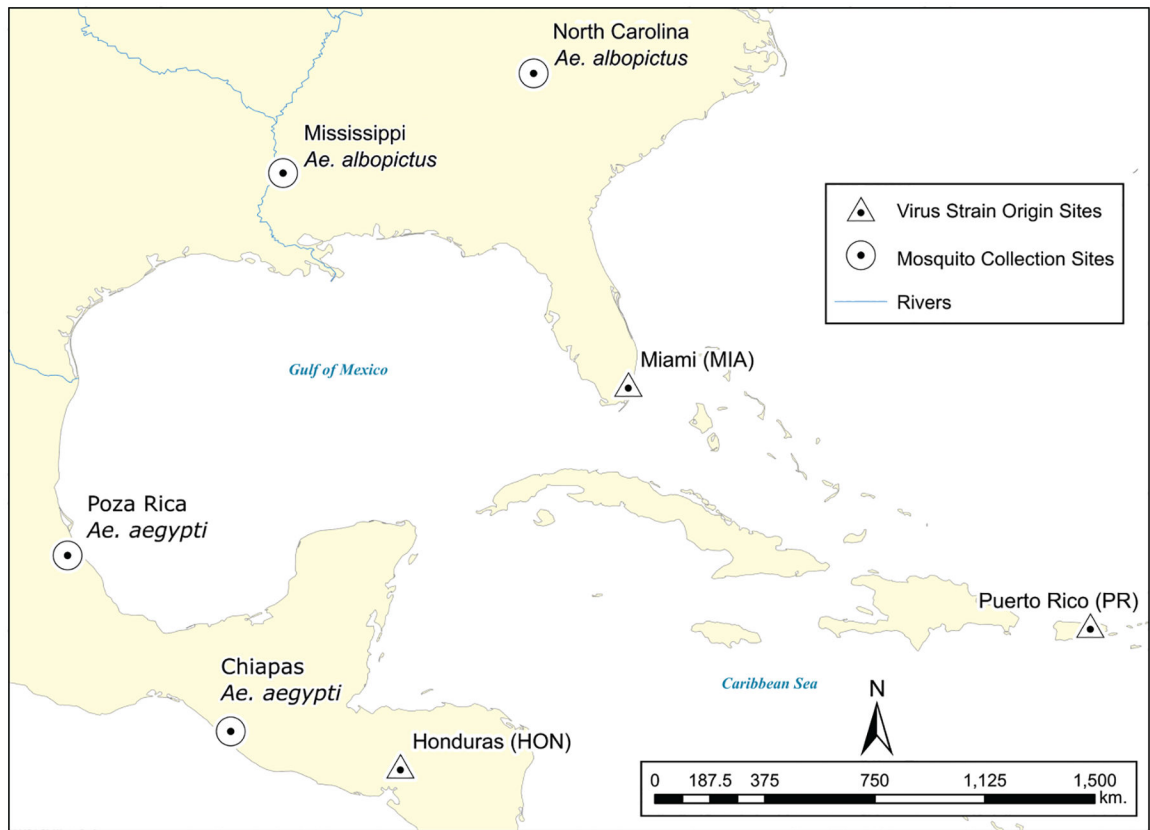 North Carolina
Ae. albopictus
Mississippi
Ae. albopictus
Virus Strain Origin Sites
Mosquito Collection Sites
Rivers
Gulf of Mexico
Miami (MIA)
Poza Rica
Ae. aegypti
Puerto Rico (PR)
Chiapas
Ae. aegypti
Caribbean Sea
N
Honduras (HON)
0 187.5 375 750 1,125 1,500
km.